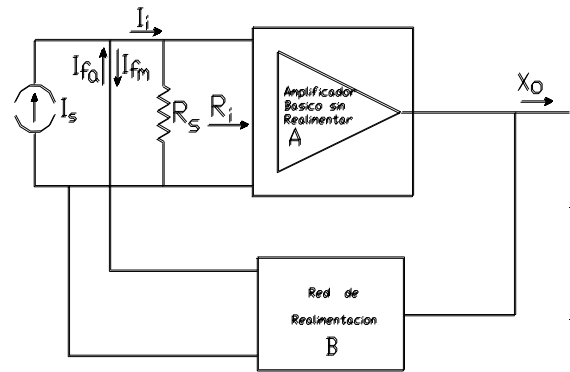 Ii
Ifa
Ifm
Is
Rs
Ri
Amplificador
Basico sin
Realimentar
A
Xo
Red de
Realimentacion
B